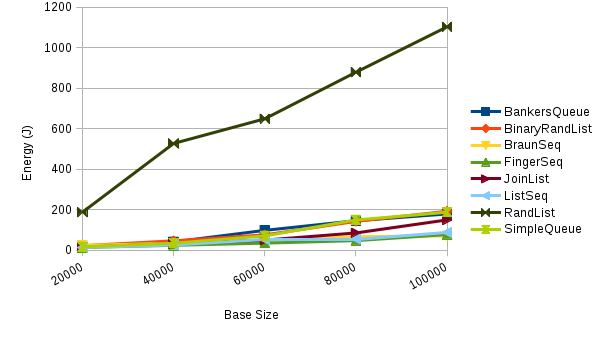 1200
1000
800
600
400
200
0
Energy (J)
20000
40000
60000
80000
100000
Base Size
BankersQueue
BinaryRandList
BraunSeq
FingerSeq
JoinList
ListSeq
RandList
SimpleQueue